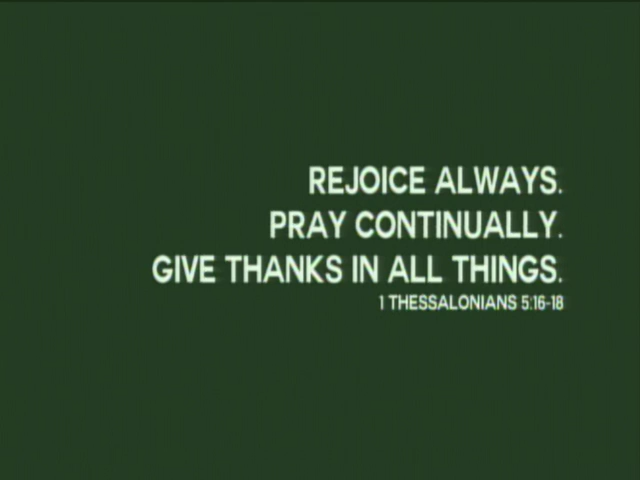 REJOICE ALWAYS.
PRAY CONTINUALLY.
GIVE THANKS IN ALL THINGS.
1 THESSALONIANS 5:16-18